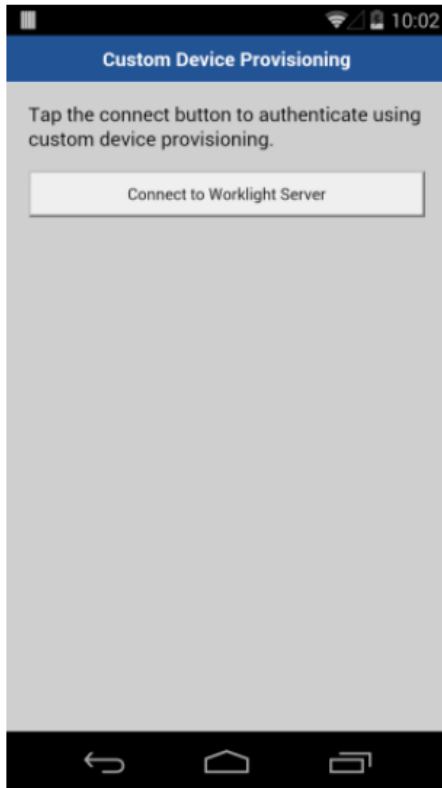 10:02
Custom Device Provisioning
Tap the connect button to authenticate using
custom device provisioning.
Connect to Worklight Server